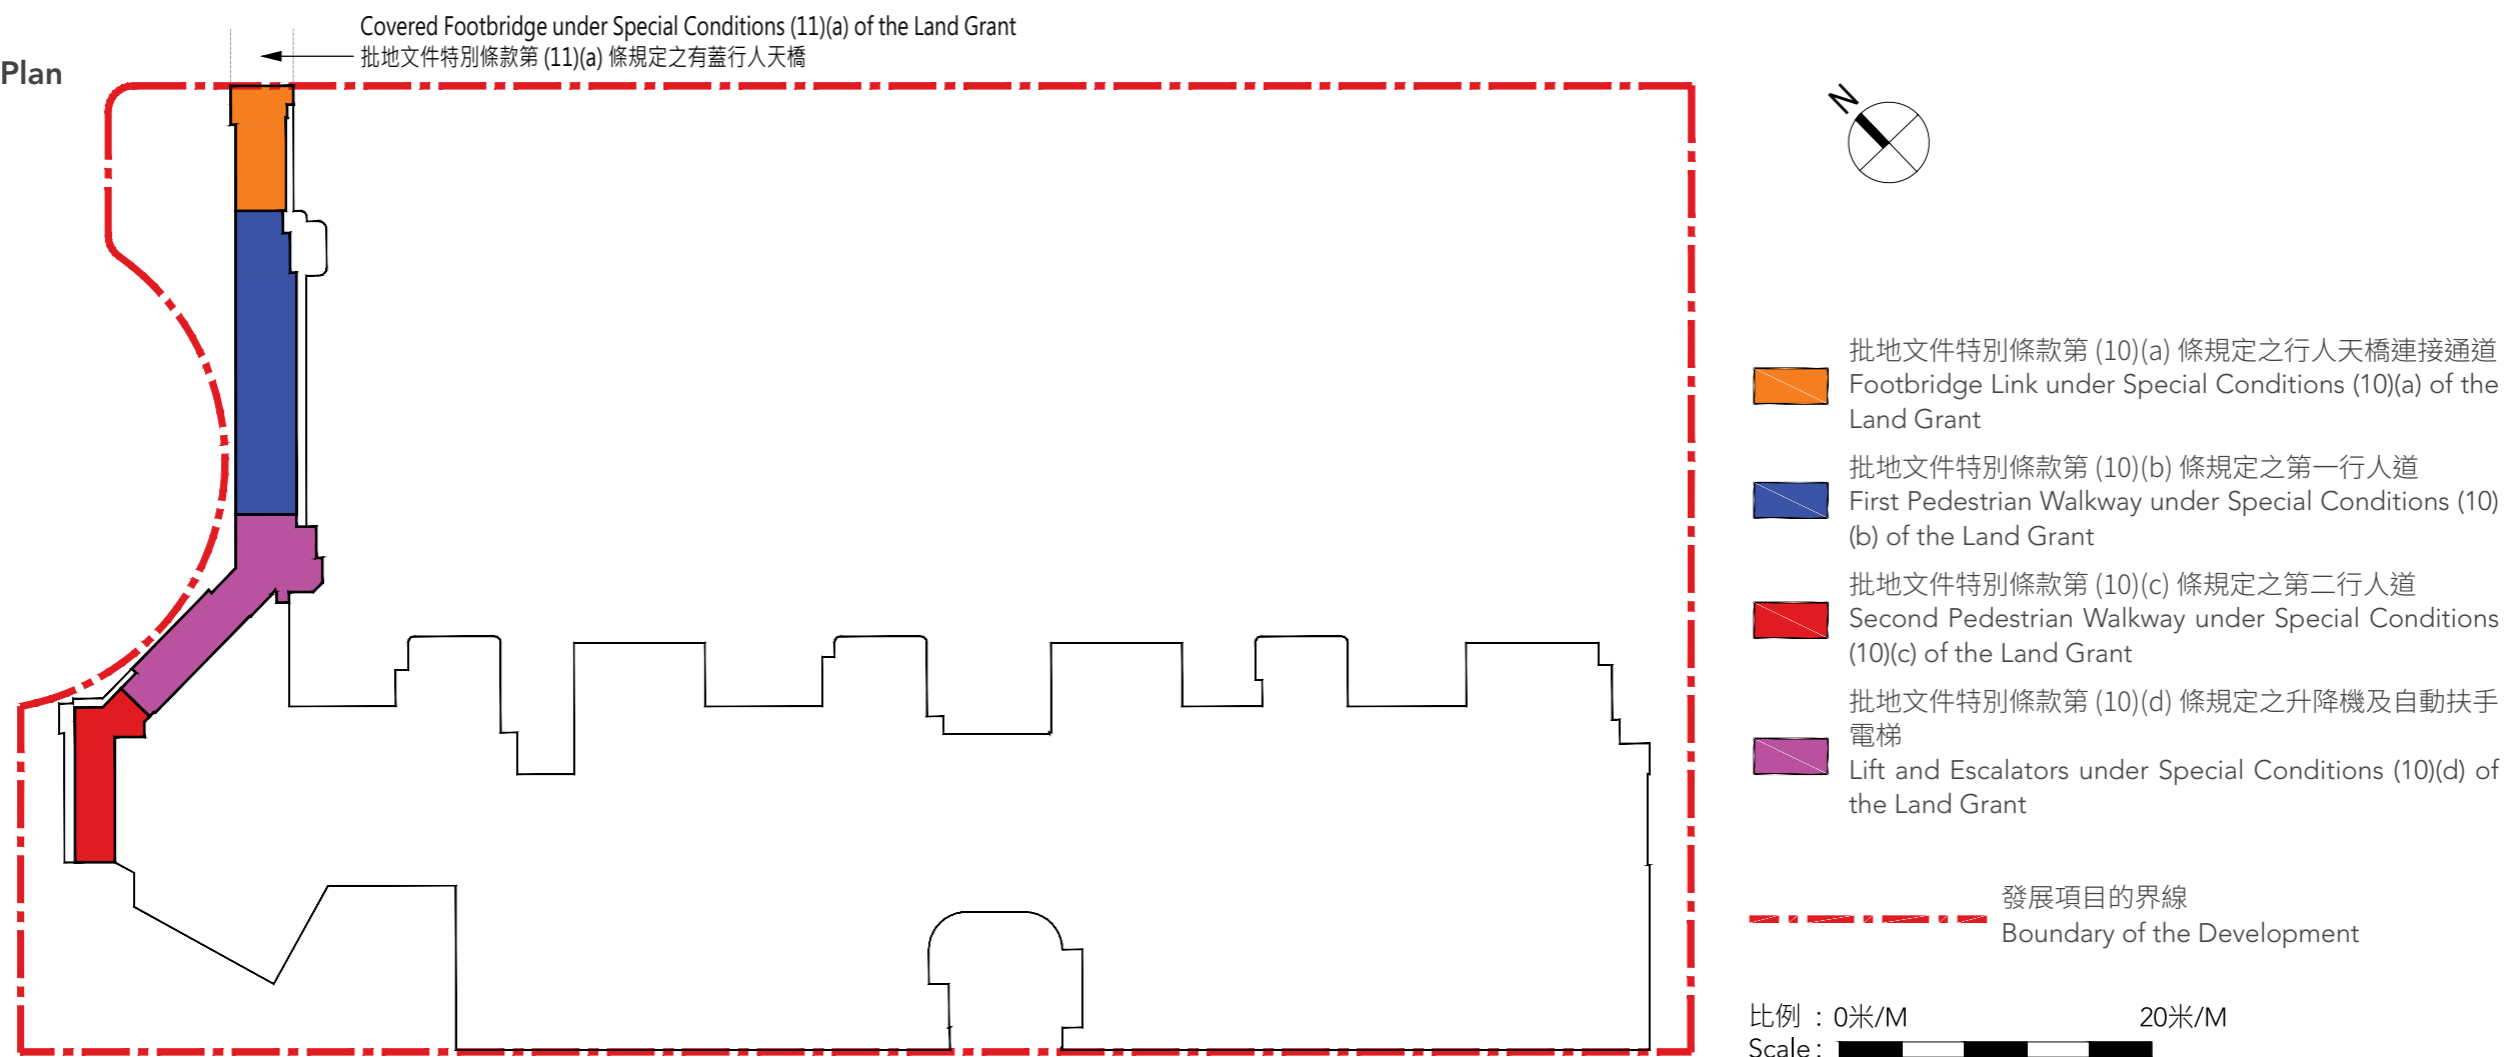 Covered Footbridge under Special Conditions (11)(a) of the Land Grant
批地文件特別條款第 (11)(a) 條規定之有蓋行人天橋
Plan
N
批地文件特別條款第 (10)(a) 條規定之行人天橋連接通道
Footbridge Link under Special Conditions (10)(a) of the
Land Grant
批地文件特別條款第 (10)(b) 條規定之第一行人道
First Pedestrian Walkway under Special Conditions (10)
(b) of the Land Grant
批地文件特別條款第 (10)(c) 條規定之第二行人道
Second Pedestrian Walkway under Special Conditions
(10)(c) of the Land Grant
批地文件特別條款第 (10)(d) 條規定之升降機及自動扶手
電梯
Lift and Escalators under Special Conditions (10)(d) of
the Land Grant
發展項目的界線
Boundary of the Development
比例 : 0米/M 20米/M
Scale :